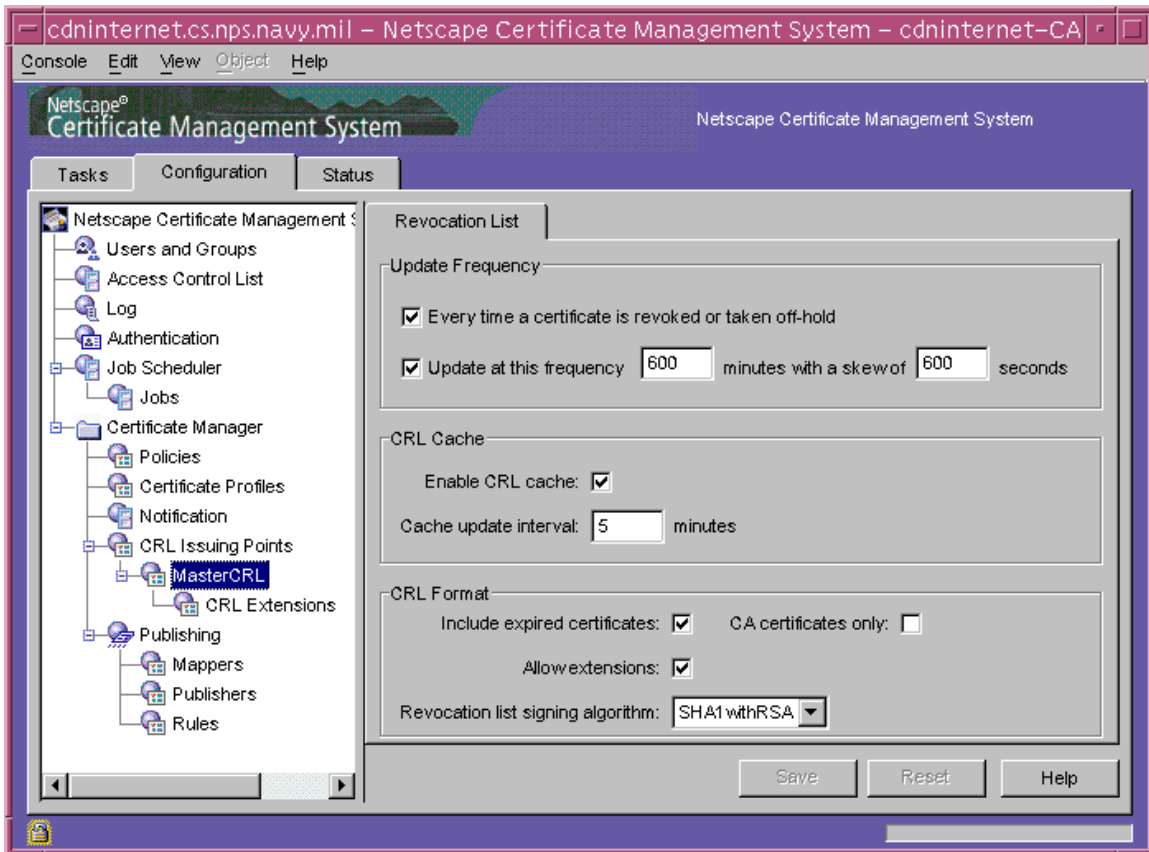 cdninternet.cs.nps.navy.mil – Netscape Certificate Management System – cdninternet–CA
Console Edit View Object Help
Netscape®
Certificate Management System
Netscape Certificate Management System
Tasks Configuration Status
Netscape Certificate Management S
Users and Groups
Access Control List
Log
Authentication
Job Scheduler
Jobs
Certificate Manager
Policies
Certificate Profiles
Notification
CRL Issuing Points
MasterCRL
CRL Extensions
Publishing
Mappers
Publishers
Rules
Revocation List
Update Frequency
Every time a certificate is revoked or taken off-hold
Update at this frequency 600 minutes with a skew of 600 seconds
CRL Cache
Enable CRL cache:
Cache update interval: 5 minutes
CRL Format
Include expired certificates: CA certificates only:
Allow extensions:
Revocation list signing algorithm: SHA1withRSA
Save Reset Help